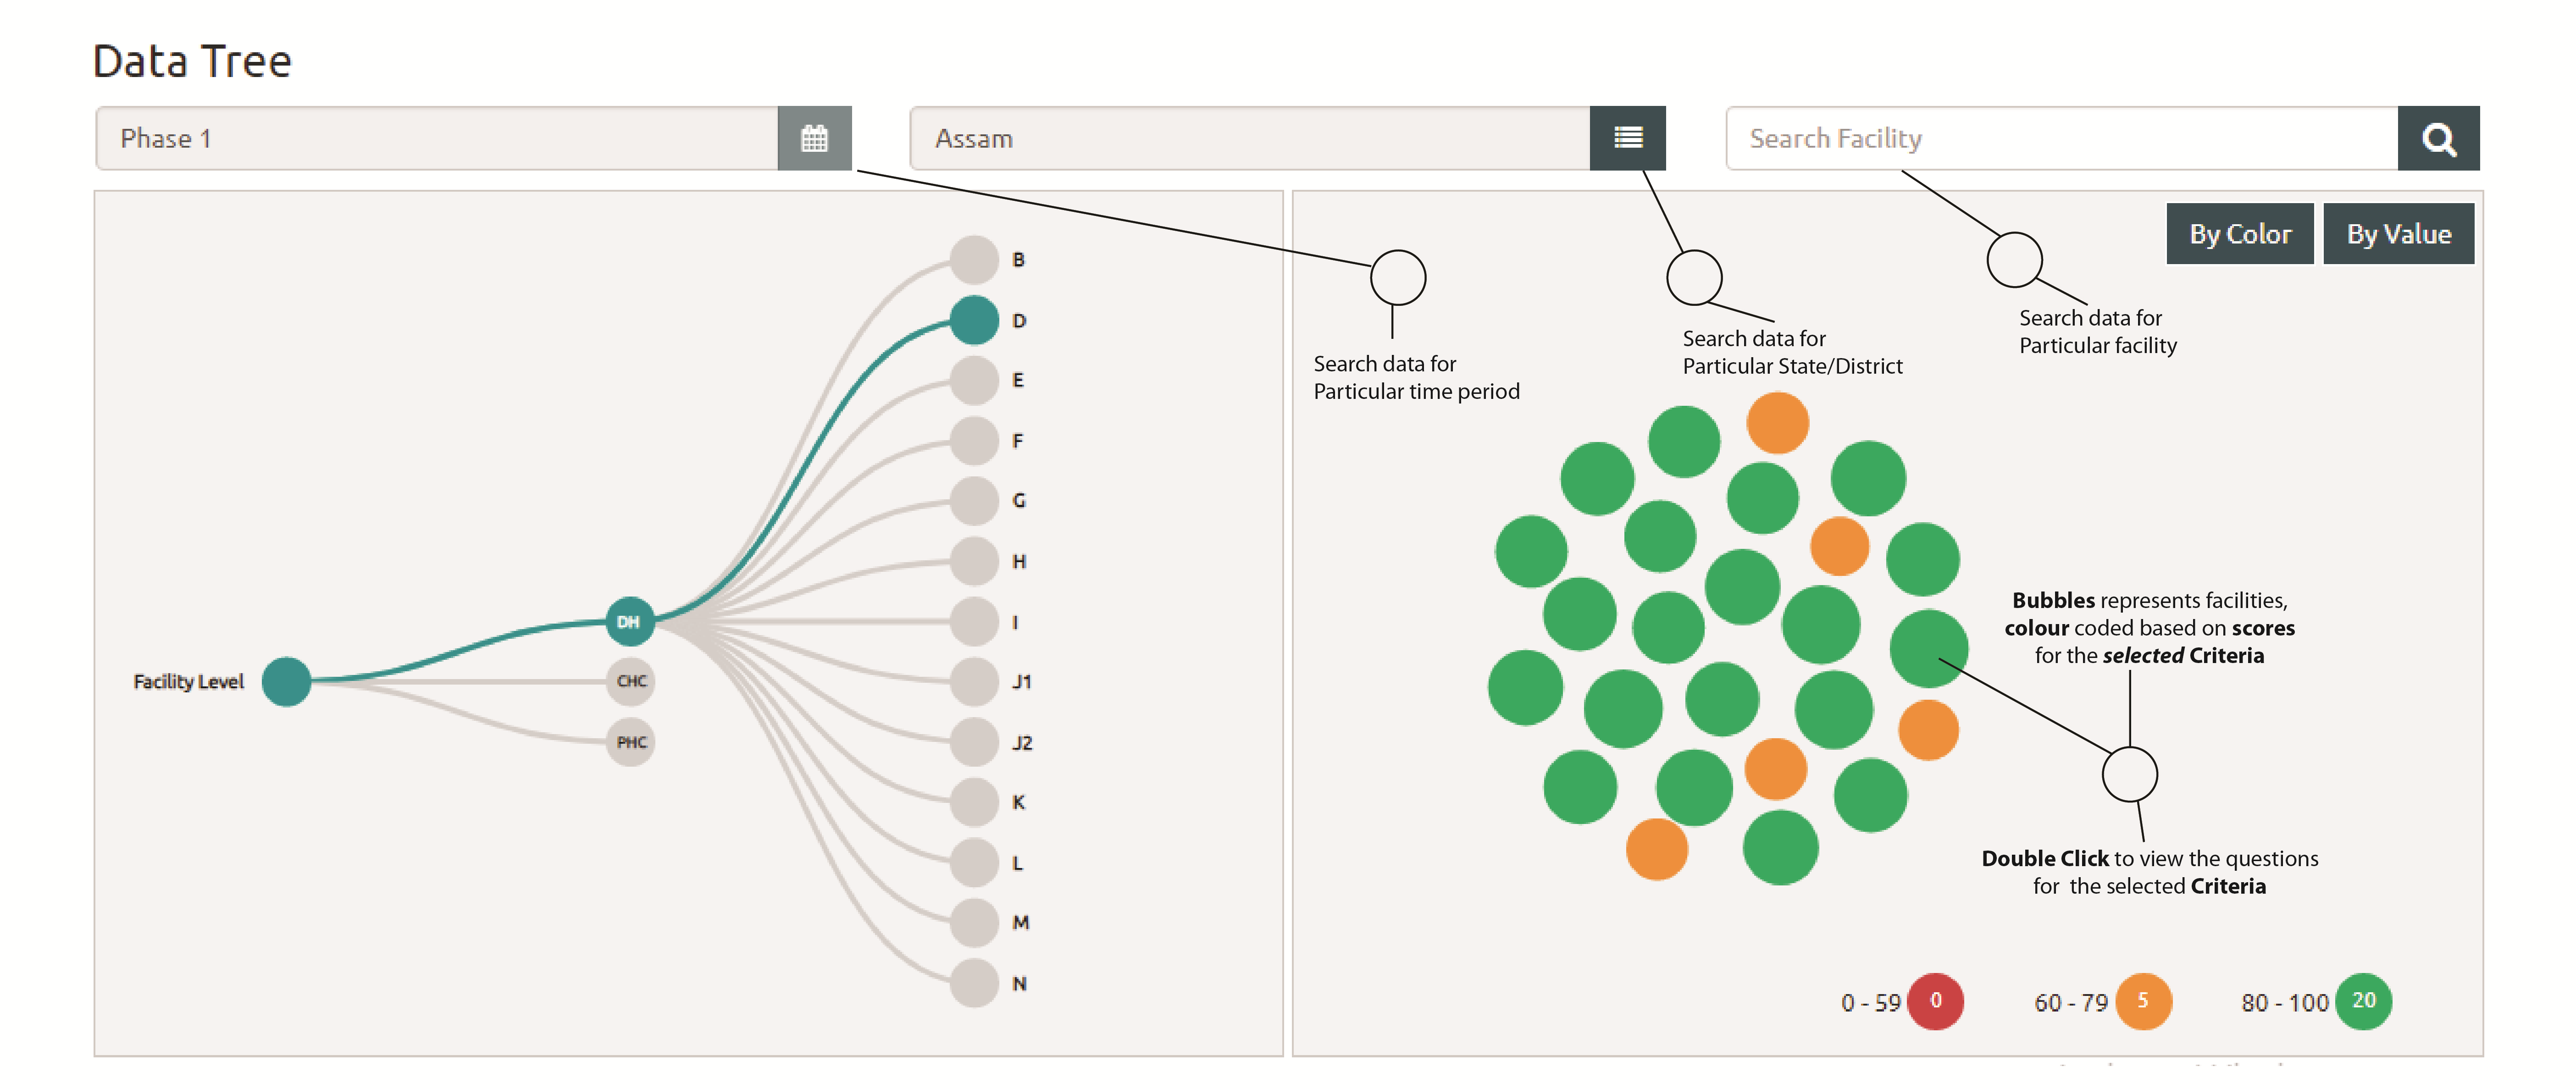 Data Tree
Phase 1
Assam
Search Facility
By Color
By Value
B
D
E
F
G
H
I
J1
J2
K
L
M
N
Facility Level
DH
CHC
PHC
Search data for
Particular time period
Search data for
Particular State/District
Search data for
Particular facility
Bubbles represents facilities,
colour coded based on scores
for the selected Criteria
Double Click to view the questions
for the selected Criteria
0 - 59 0
60 - 79 5
80 - 100 20